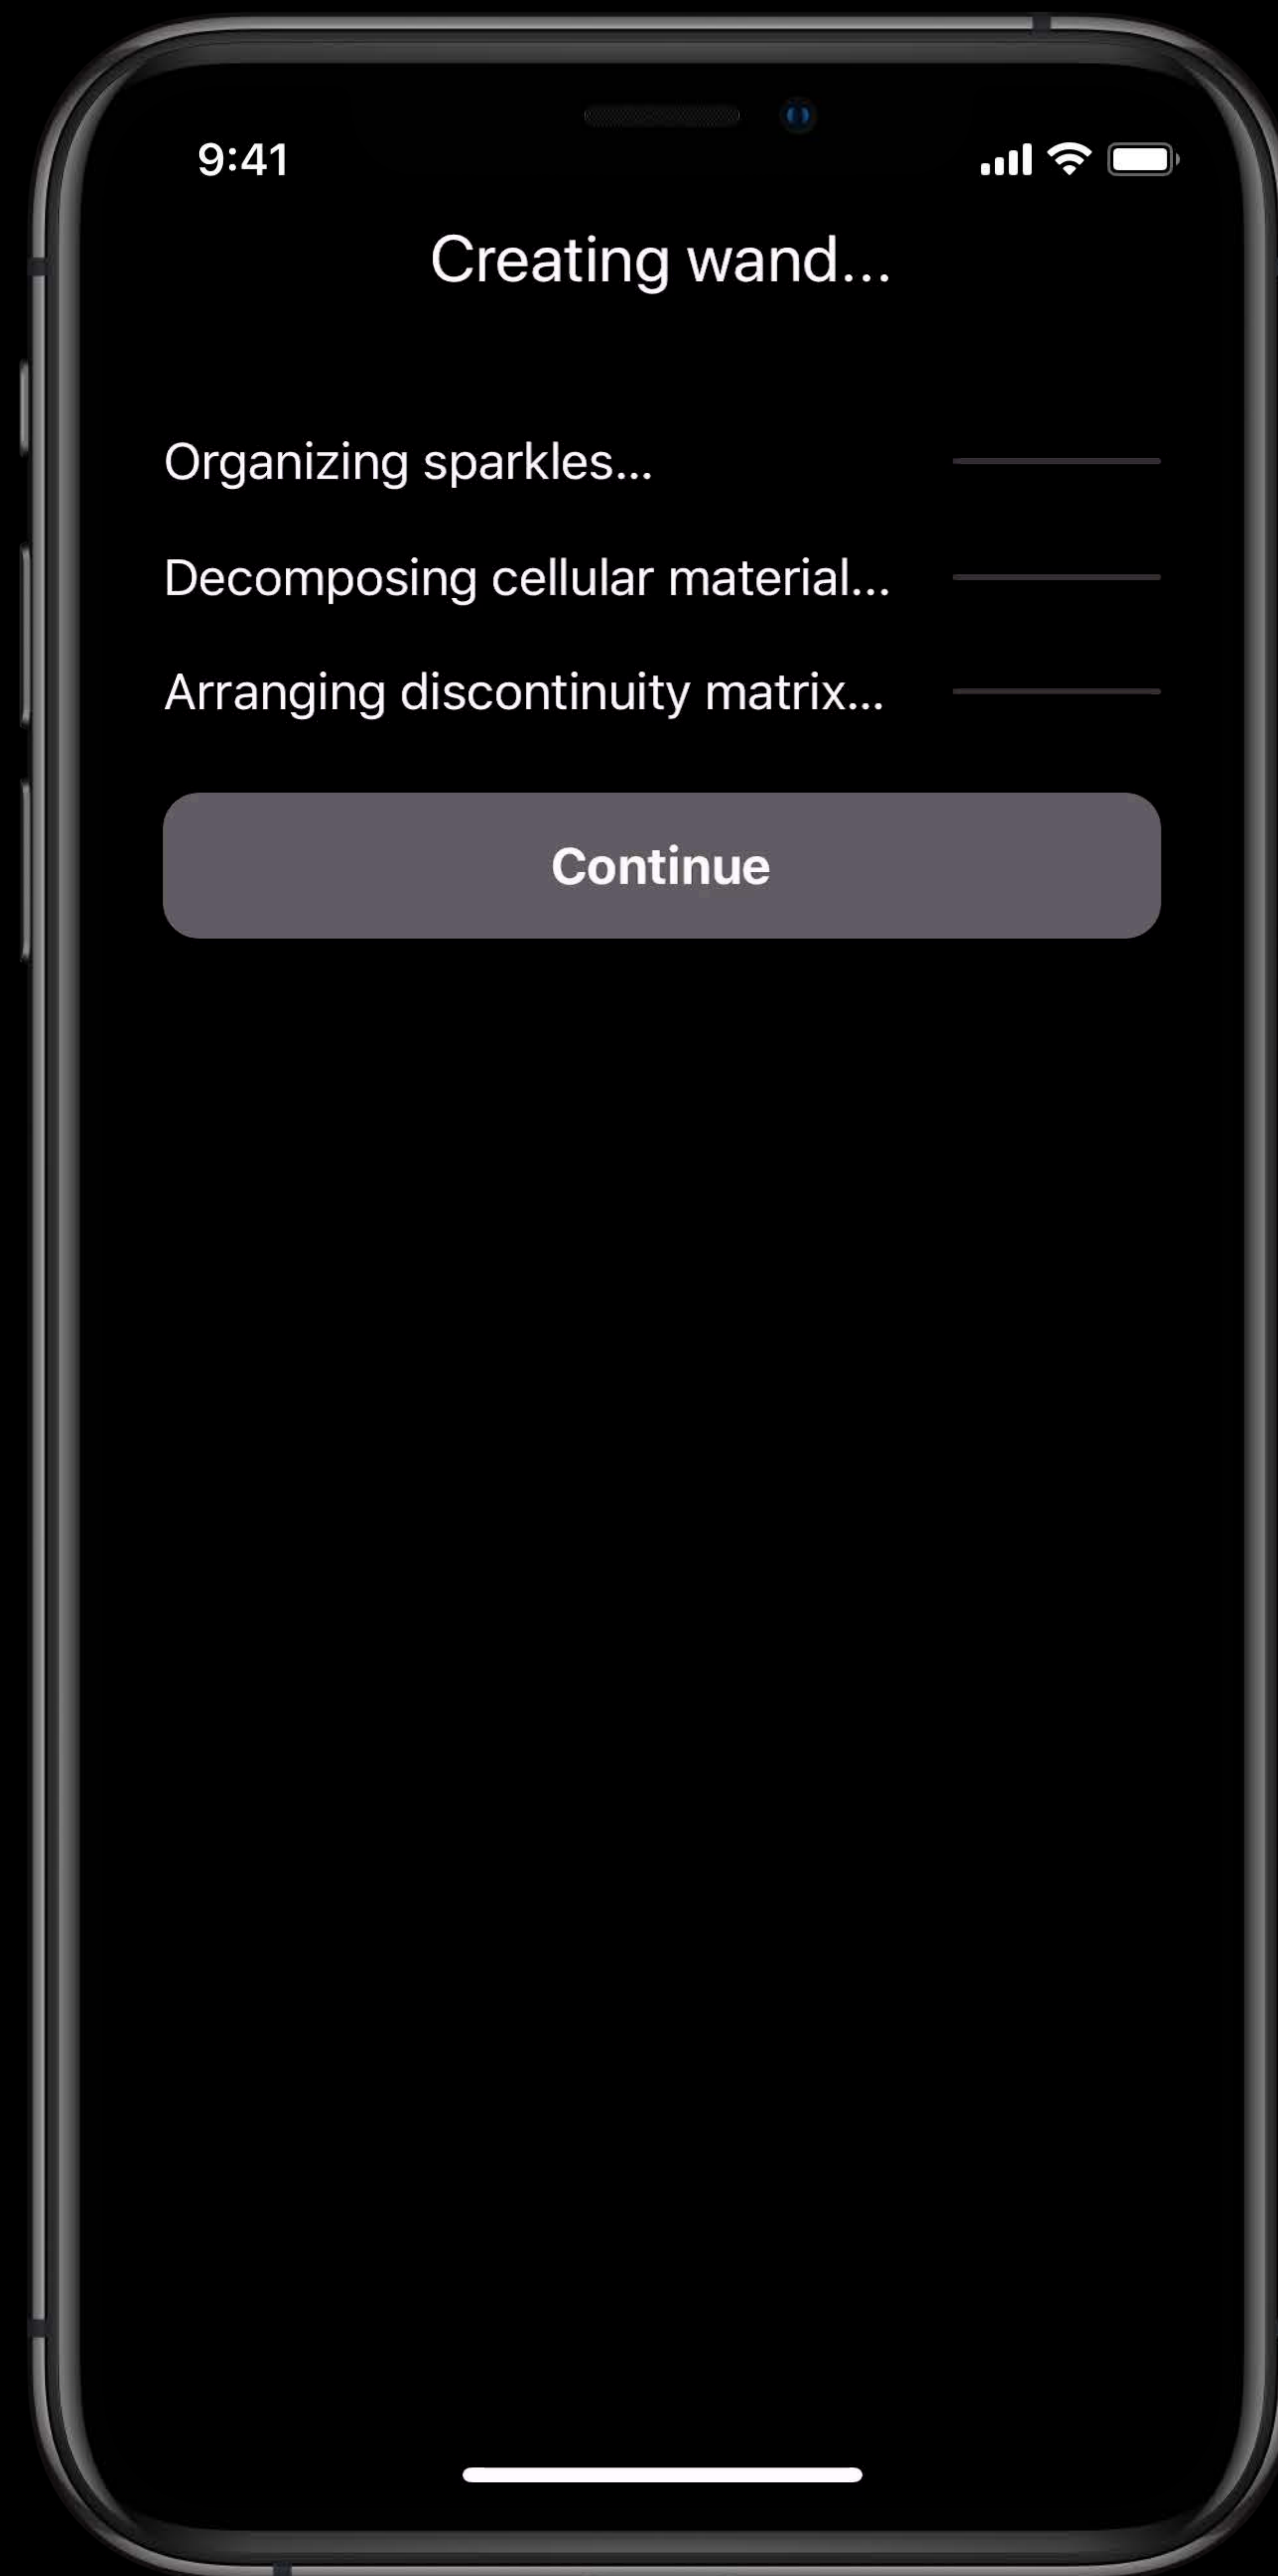 9:41
Creating wand...
Organizing sparkles...
Decomposing cellular material...
Arranging discontinuity matrix...
Continue